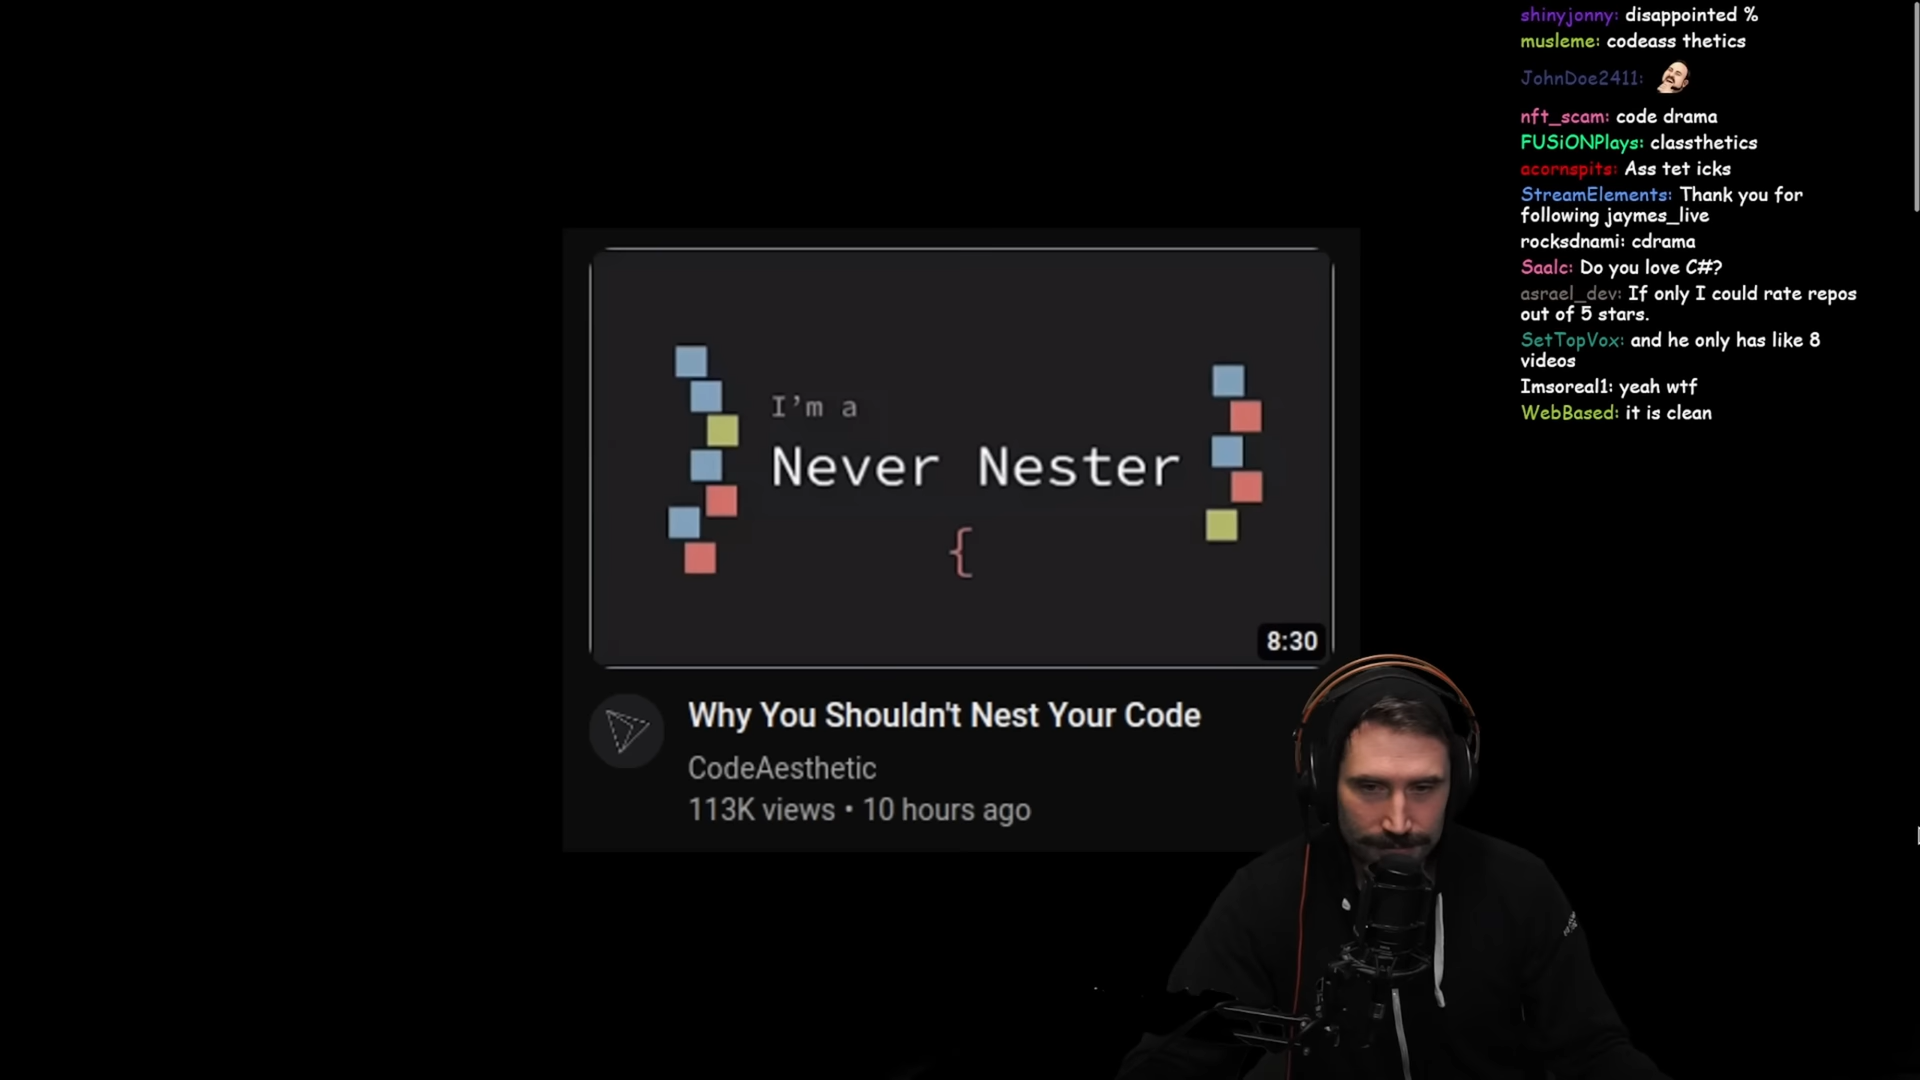 shinyjonny: disappointed %
musleme: codeass thetics
JohnDoe2411:
nft_scam: code drama
FUSiONPlays: classthetics
acornspits: Ass tet icks
StreamElements: Thank you for
following jaymes_live
rocksdnami: cdrama
Saalc: Do you love C#?
asrael_dev: If only I could rate repos
out of 5 stars.
SetTopVox: and he only has like 8
videos
Imsoreal1: yeah wtf
WebBased: it is clean
I'm a
Never Nester
{
8:30
Why You Shouldn't Nest Your Code
CodeAesthetic
113K views • 10 hours ago